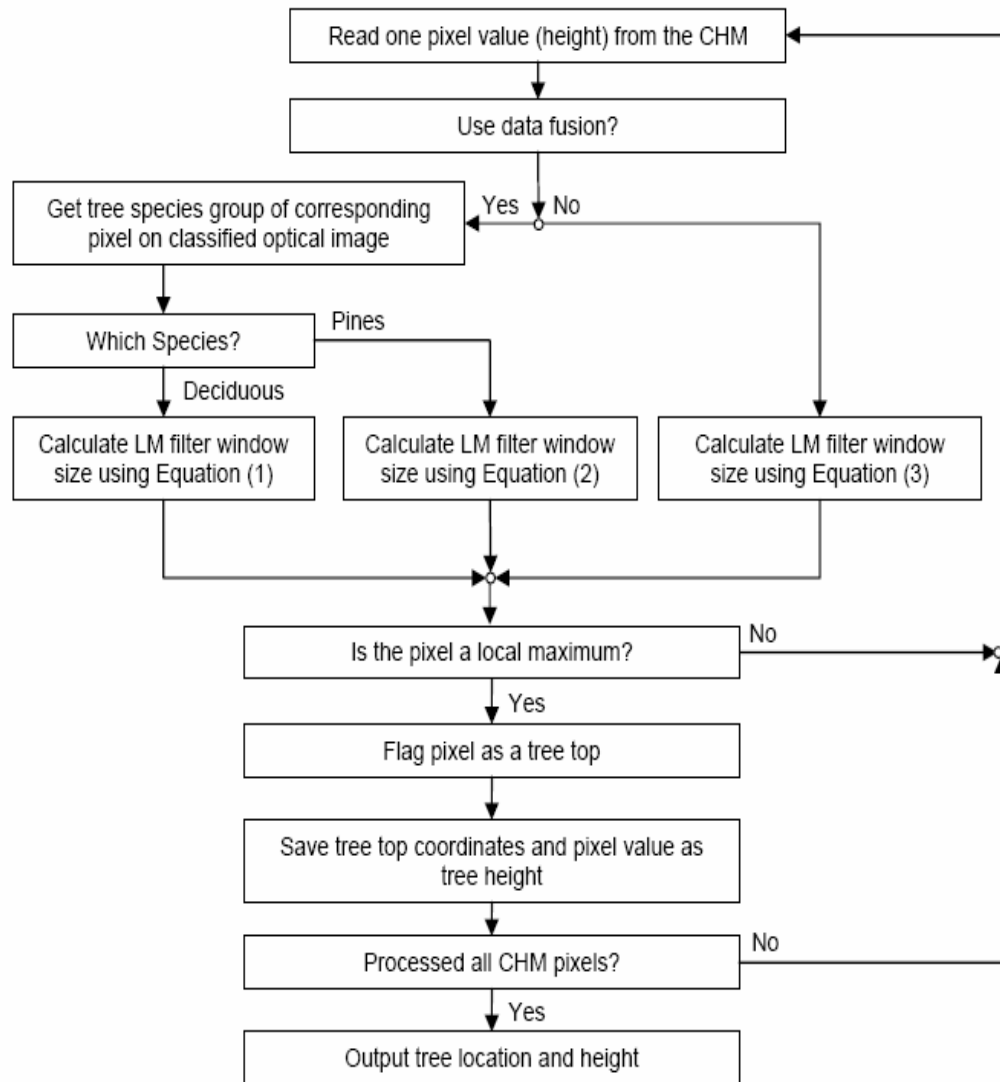 Read one pixel value (height) from the CHM
Use data fusion?
Yes
No
Get tree species group of corresponding
pixel on classified optical image
Which Species?
Pines
Deciduous
Calculate LM filter window
size using Equation (1)
Calculate LM filter window
size using Equation (2)
Calculate LM filter window
size using Equation (3)
Is the pixel a local maximum?
No
Yes
Flag pixel as a tree top
Save tree top coordinates and pixel value as
tree height
Processed all CHM pixels?
No
Yes
Output tree location and height